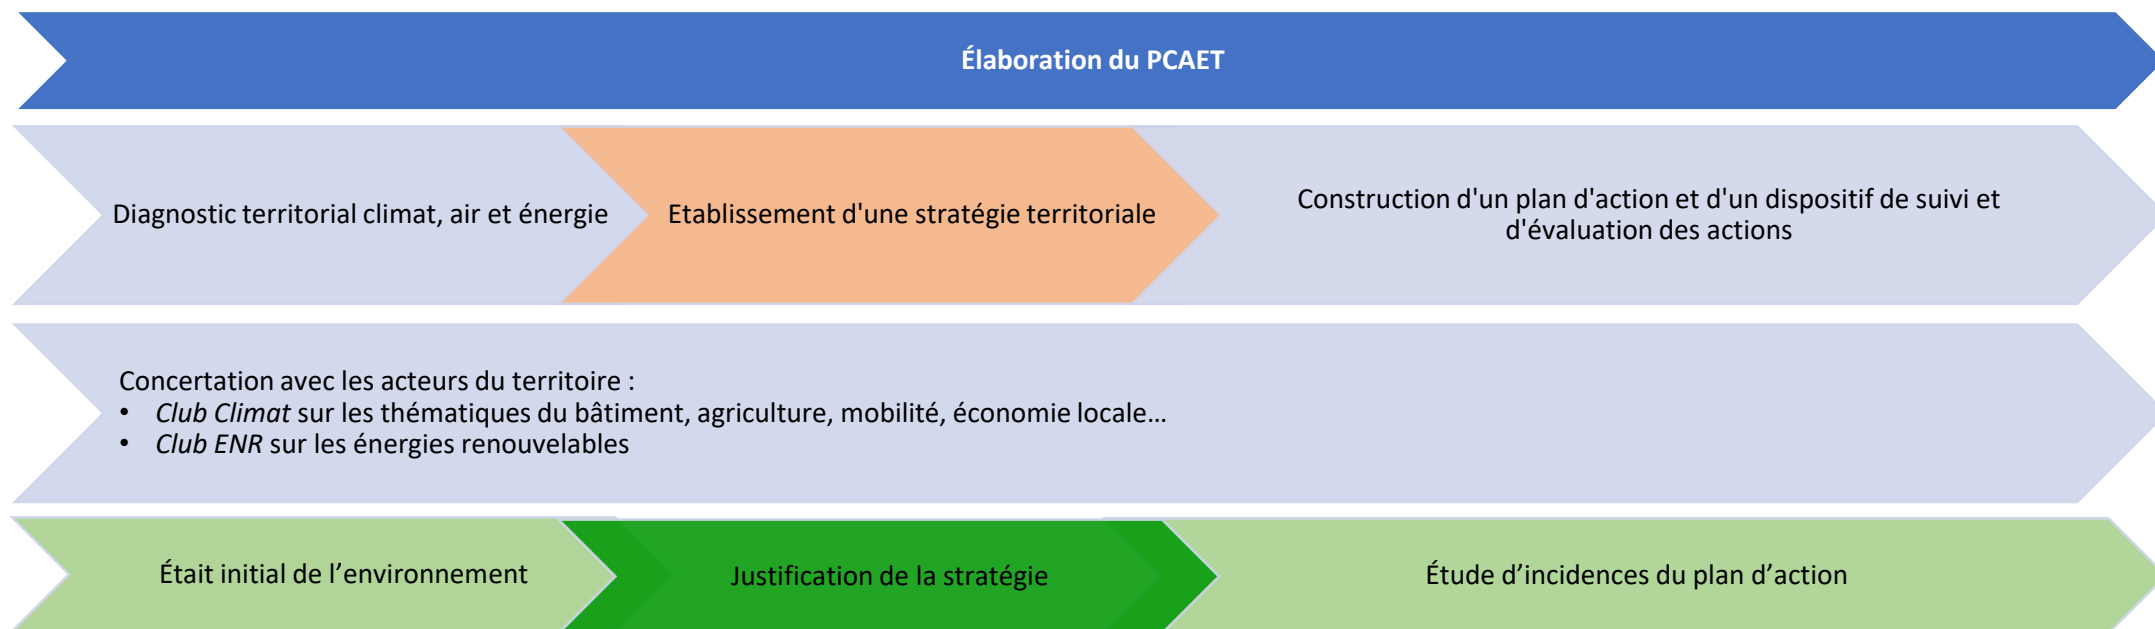 Élaboration du PCAET
Diagnostic territorial climat, air et énergie
Etablissement d'une stratégie territoriale
Construction d'un plan d'action et d'un dispositif de suivi et
d'évaluation des actions
Concertation avec les acteurs du territoire :
• Club Climat sur les thématiques du bâtiment, agriculture, mobilité, économie locale…
• Club ENR sur les énergies renouvelables
Était initial de l’environnement
Justification de la stratégie
Étude d’incidences du plan d’action